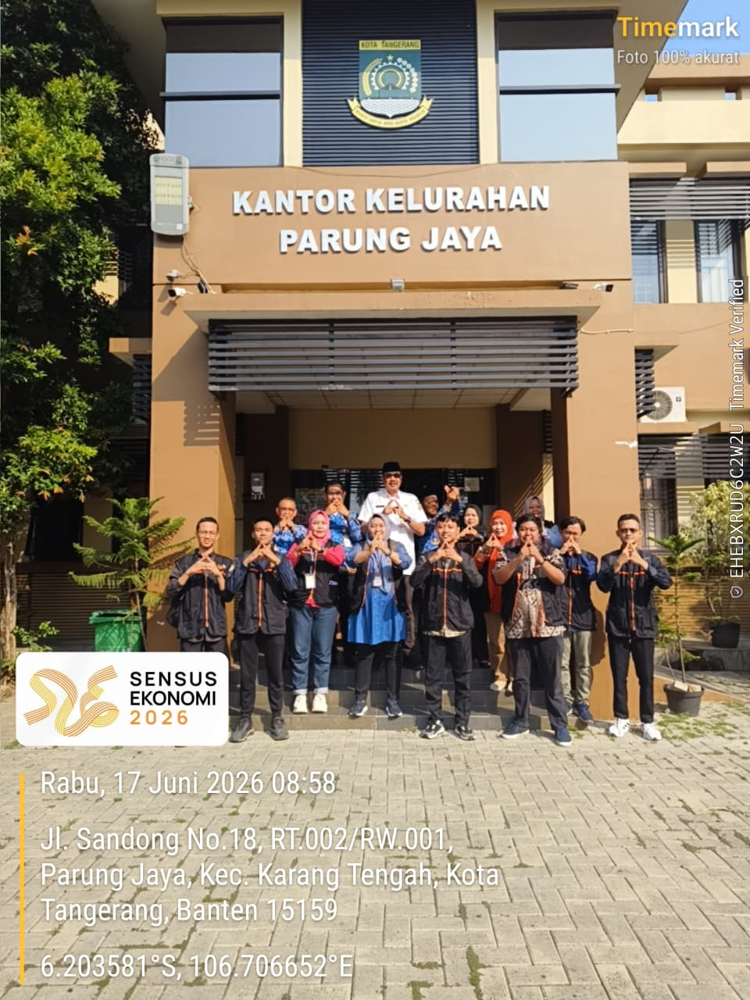 Timemark
Foto 100% akurat
KOTA TANGERANG
KANTOR KELURAHAN
PARUNG JAYA
EHEBXRUD6C2W2U Timemark Verified
SENSUS
EKONOMI
2026
Rabu, 17 Juni 2026 08:58
Jl. Sandong No.18, RT.002/RW.001,
Parung Jaya, Kec. Karang Tengah, Kota
Tangerang, Banten 15159
6.203581°S, 106.706652°E